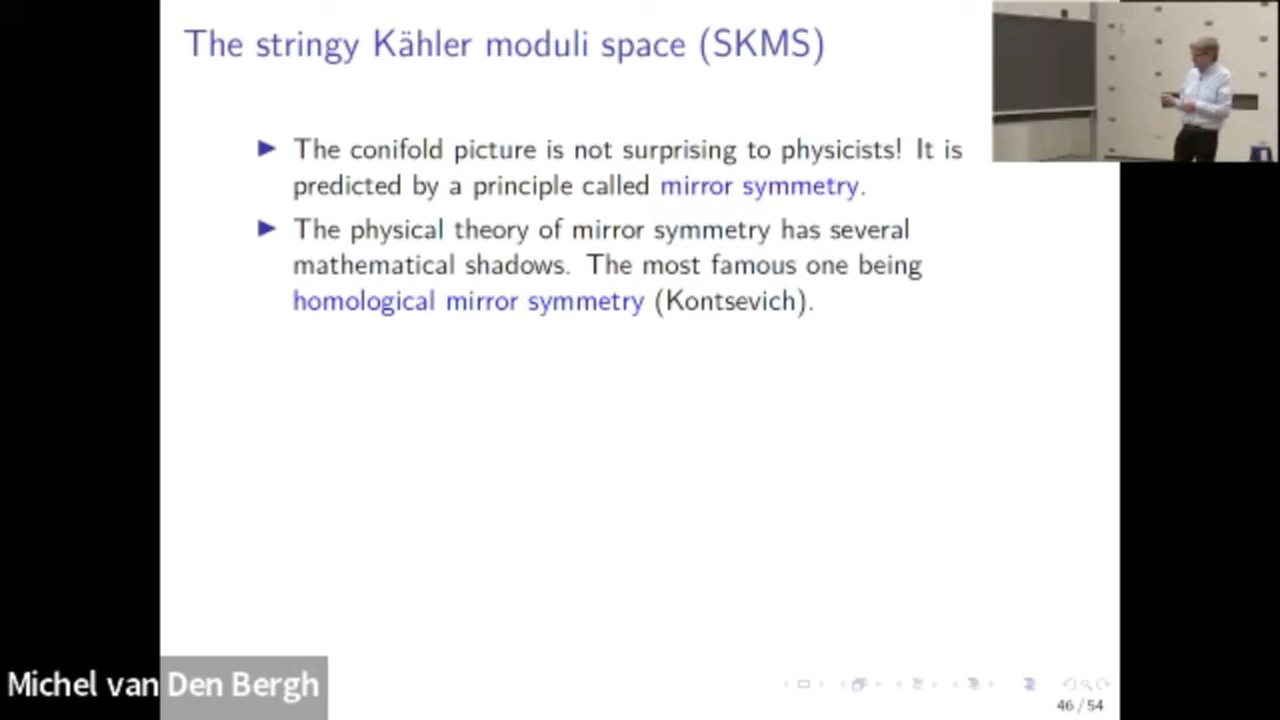 The stringy Kähler moduli space (SKMS)
▶ The conifold picture is not surprising to physicists! It is
predicted by a principle called mirror symmetry.
▶ The physical theory of mirror symmetry has several
mathematical shadows. The most famous one being
homological mirror symmetry (Kontsevich).
Michel van Den Bergh
46 / 54